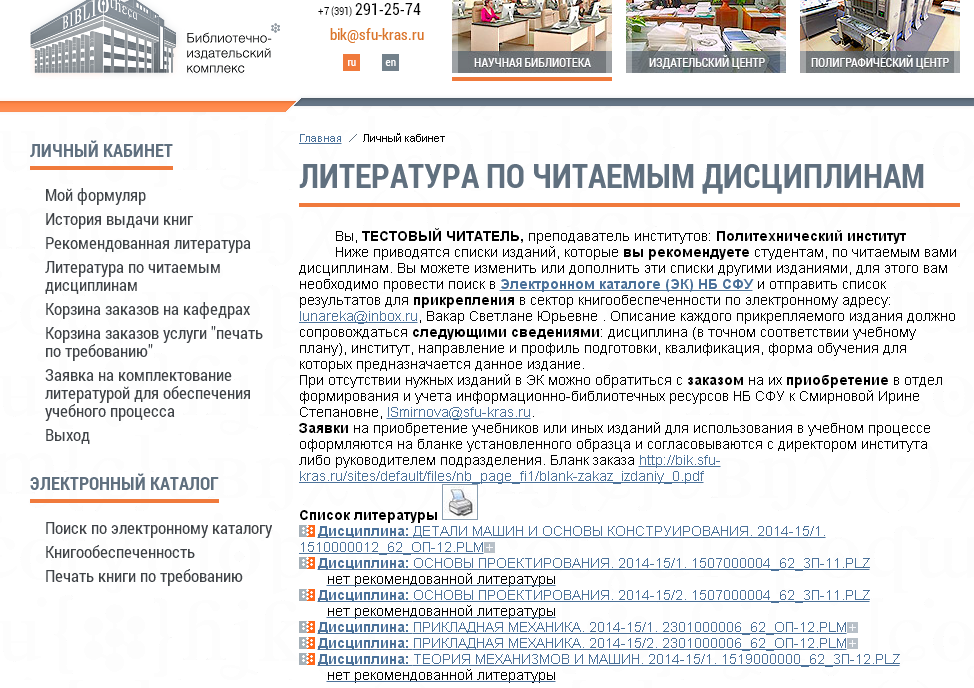 BIBLIOтheca
Библиотечно-
издательский
комплекс
+7 (391) 291-25-74
bik@sfu-kras.ru
ru en
НАУЧНАЯ БИБЛИОТЕКА
ИЗДАТЕЛЬСКИЙ ЦЕНТР
ПОЛИГРАФИЧЕСКИЙ ЦЕНТР
ЛИЧНЫЙ КАБИНЕТ
Мой формуляр
История выдачи книг
Рекомендованная литература
Литература по читаемым
дисциплинам
Корзина заказов на кафедрах
Корзина заказов услуги "печать
по требованию"
Заявка на комплектование
литературой для обеспечения
учебного процесса
Выход
ЭЛЕКТРОННЫЙ КАТАЛОГ
Поиск по электронному каталогу
Книгообеспеченность
Печать книги по требованию
Главная / Личный кабинет
ЛИТЕРАТУРА ПО ЧИТАЕМЫМ ДИСЦИПЛИНАМ
Вы, ТЕСТОВЫЙ ЧИТАТЕЛЬ, преподаватель институтов: Политехнический институт
Ниже приводятся списки изданий, которые вы рекомендуете студентам, по читаемым вами
дисциплинам. Вы можете изменить или дополнить эти списки другими изданиями, для этого вам
необходимо провести поиск в Электронном каталоге (ЭК) НБ СФУ и отправить список
результатов для прикрепления в сектор книгообеспеченности по электронному адресу:
lunareka@inbox.ru, Вакар Светлане Юрьевне . Описание каждого прикрепляемого издания должно
сопровождаться следующими сведениями: дисциплина (в точном соответствии учебному
плану), институт, направление и профиль подготовки, квалификация, форма обучения для
которых предназначается данное издание.
При отсутствии нужных изданий в ЭК можно обратиться с заказом на их приобретение в отдел
формирования и учета информационно-библиотечных ресурсов НБ СФУ к Смирновой Ирине
Степановне, ISmirnova@sfu-kras.ru.
Заявки на приобретение учебников или иных изданий для использования в учебном процессе
оформляются на бланке установленного образца и согласовываются с директором института
либо руководителем подразделения. Бланк заказа http://bik.sfu-
kras.ru/sites/default/files/nb_page_fi1/blank-zakaz_izdaniy_0.pdf
Список литературы
Дисциплина: ДЕТАЛИ МАШИН И ОСНОВЫ КОНСТРУИРОВАНИЯ. 2014-15/1.
1510000012_62_ОП-12.PLM
Дисциплина: ОСНОВЫ ПРОЕКТИРОВАНИЯ. 2014-15/1. 1507000004_62_ЗП-11.PLZ
нет рекомендованной литературы
Дисциплина: ОСНОВЫ ПРОЕКТИРОВАНИЯ. 2014-15/2. 1507000004_62_ЗП-11.PLZ
нет рекомендованной литературы
Дисциплина: ПРИКЛАДНАЯ МЕХАНИКА. 2014-15/1. 2301000006_62_ОП-12.PLM
Дисциплина: ПРИКЛАДНАЯ МЕХАНИКА. 2014-15/2. 2301000006_62_ОП-12.PLM
Дисциплина: ТЕОРИЯ МЕХАНИЗМОВ И МАШИН. 2014-15/1. 1519000000_62_ЗП-12.PLZ
нет рекомендованной литературы